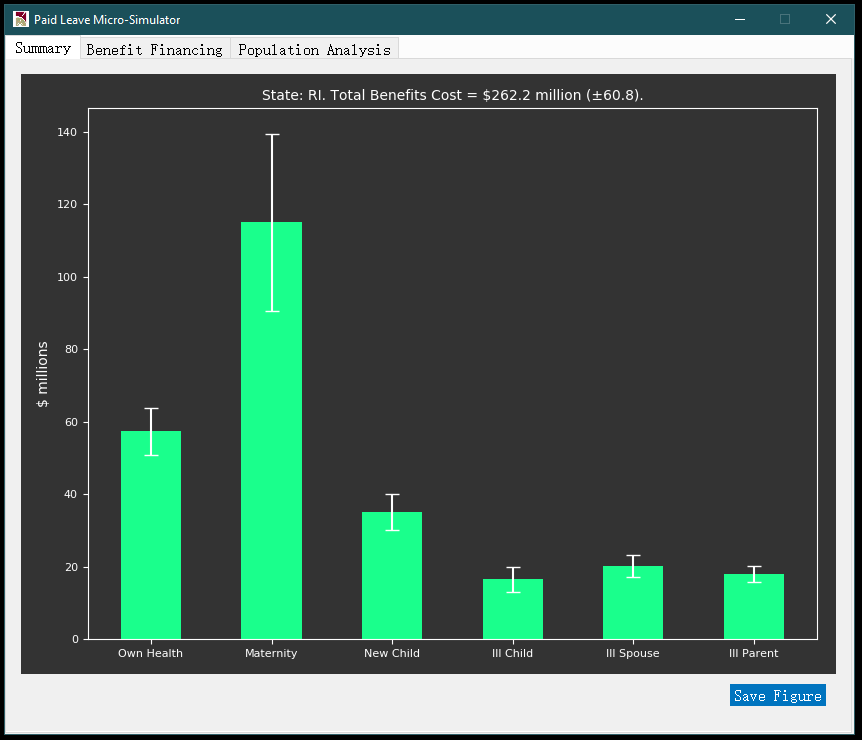 Paid Leave Micro-Simulator
Summary Benefit Financing Population Analysis
State: RI. Total Benefits Cost = $262.2 million (±60.8).
$ millions
140
120
100
80
60
40
20
0
Own Health Maternity New Child Ill Child Ill Spouse Ill Parent
Save Figure